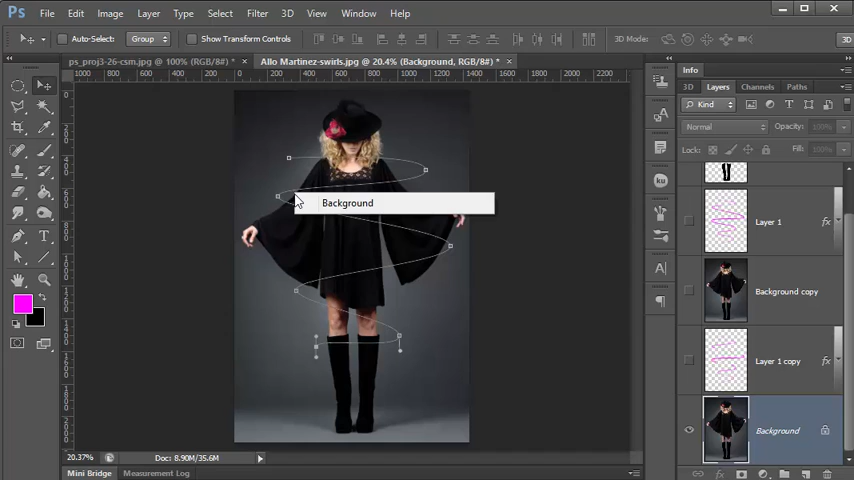 Ps File Edit Image Layer Type Select Filter 3D View Window Help
Auto-Select: Group Show Transform Controls 3D Mode: 3D
ps_proj3-26-csm.jpg @ 100% (RGB/8#) * × Allo Martinez-swirls.jpg @ 20.4% (Background, RGB/8#) * ×
1000 800 600 400 200 0 200 400 600 800 1000 1200 1400 1600 1800 2000 2200
Info
3D Layers Channels Paths
Kind
Normal Opacity: 100%
Lock: Fill: 100%
Layer 1 fx
Background copy
Layer 1 copy fx
Background
Background
20.37% Doc: 8.90M/35.6M
Mini Bridge Measurement Log